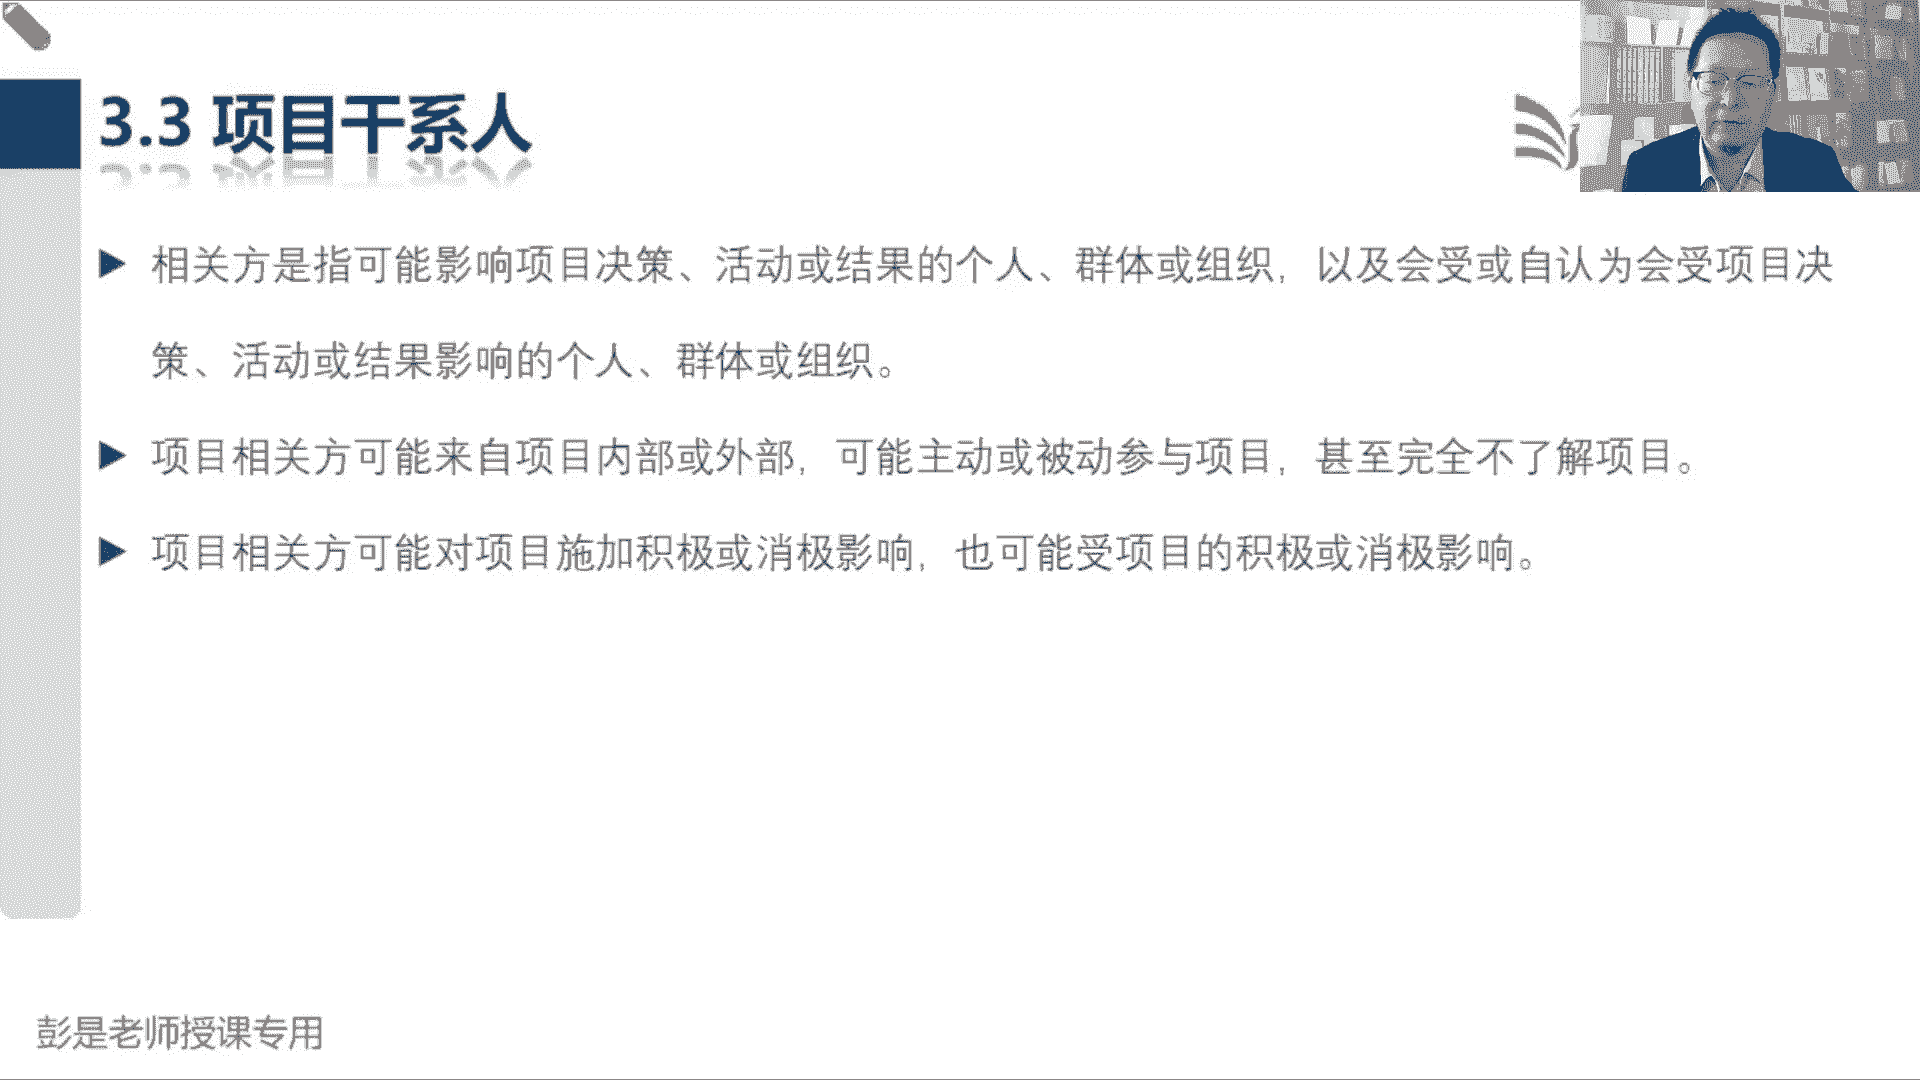 3.3 项目干系人
相关方是指可能影响项目决策、活动或结果的个人、群体或组织，以及会受或自认为会受项目决
策、活动或结果影响的个人、群体或组织。
项目相关方可能来自项目内部或外部，可能主动或被动参与项目，甚至完全不了解项目。
项目相关方可能对项目施加积极或消极影响，也可能受项目的积极或消极影响。
彭是老师授课专用